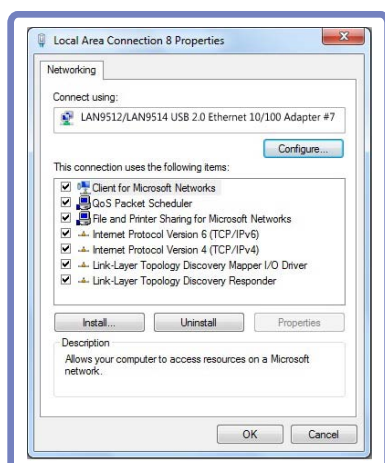 Local Area Connection 8 Properties
Networking
Connect using:
LAN9512/LAN9514 USB 2.0 Ethernet 10/100 Adapter #7
Configure...
This connection uses the following items:
Client for Microsoft Networks
QoS Packet Scheduler
File and Printer Sharing for Microsoft Networks
Internet Protocol Version 6 (TCP/IPv6)
Internet Protocol Version 4 (TCP/IPv4)
Link-Layer Topology Discovery Mapper I/O Driver
Link-Layer Topology Discovery Responder
Install... Uninstall Properties
Description
Allows your computer to access resources on a Microsoft
network.
OK Cancel